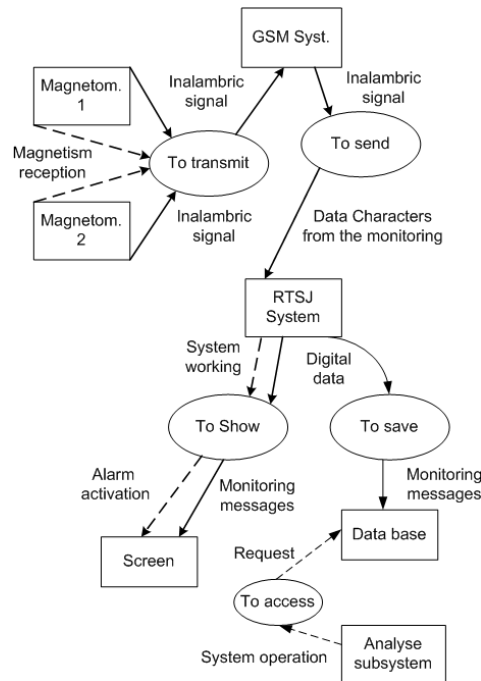 GSM Syst.
Magnetom.
1
Inalambric
signal
Inalambric
signal
To transmit
To send
Magnetism
reception
Magnetom.
2
Inalambric
signal
Data Characters
from the monitoring
RTSJ
System
System
working
Digital
data
To Show
To save
Alarm
activation
Monitoring
messages
Monitoring
messages
Screen
Data base
Request
To access
System operation
Analyse
subsystem